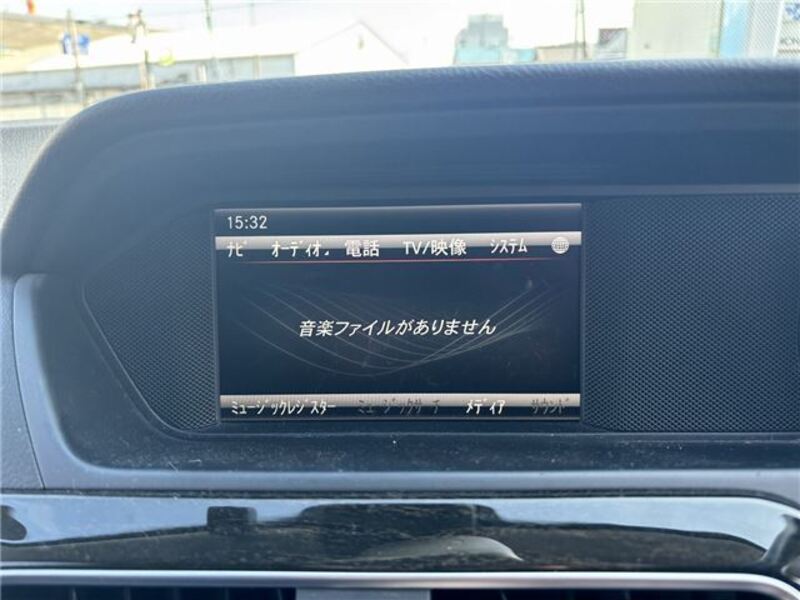 15:32
ナビ オーディオ 電話 TV/映像 システム
音楽ファイルがありません
ミュージックレジスター ミュージックサーチ メディア サウンド